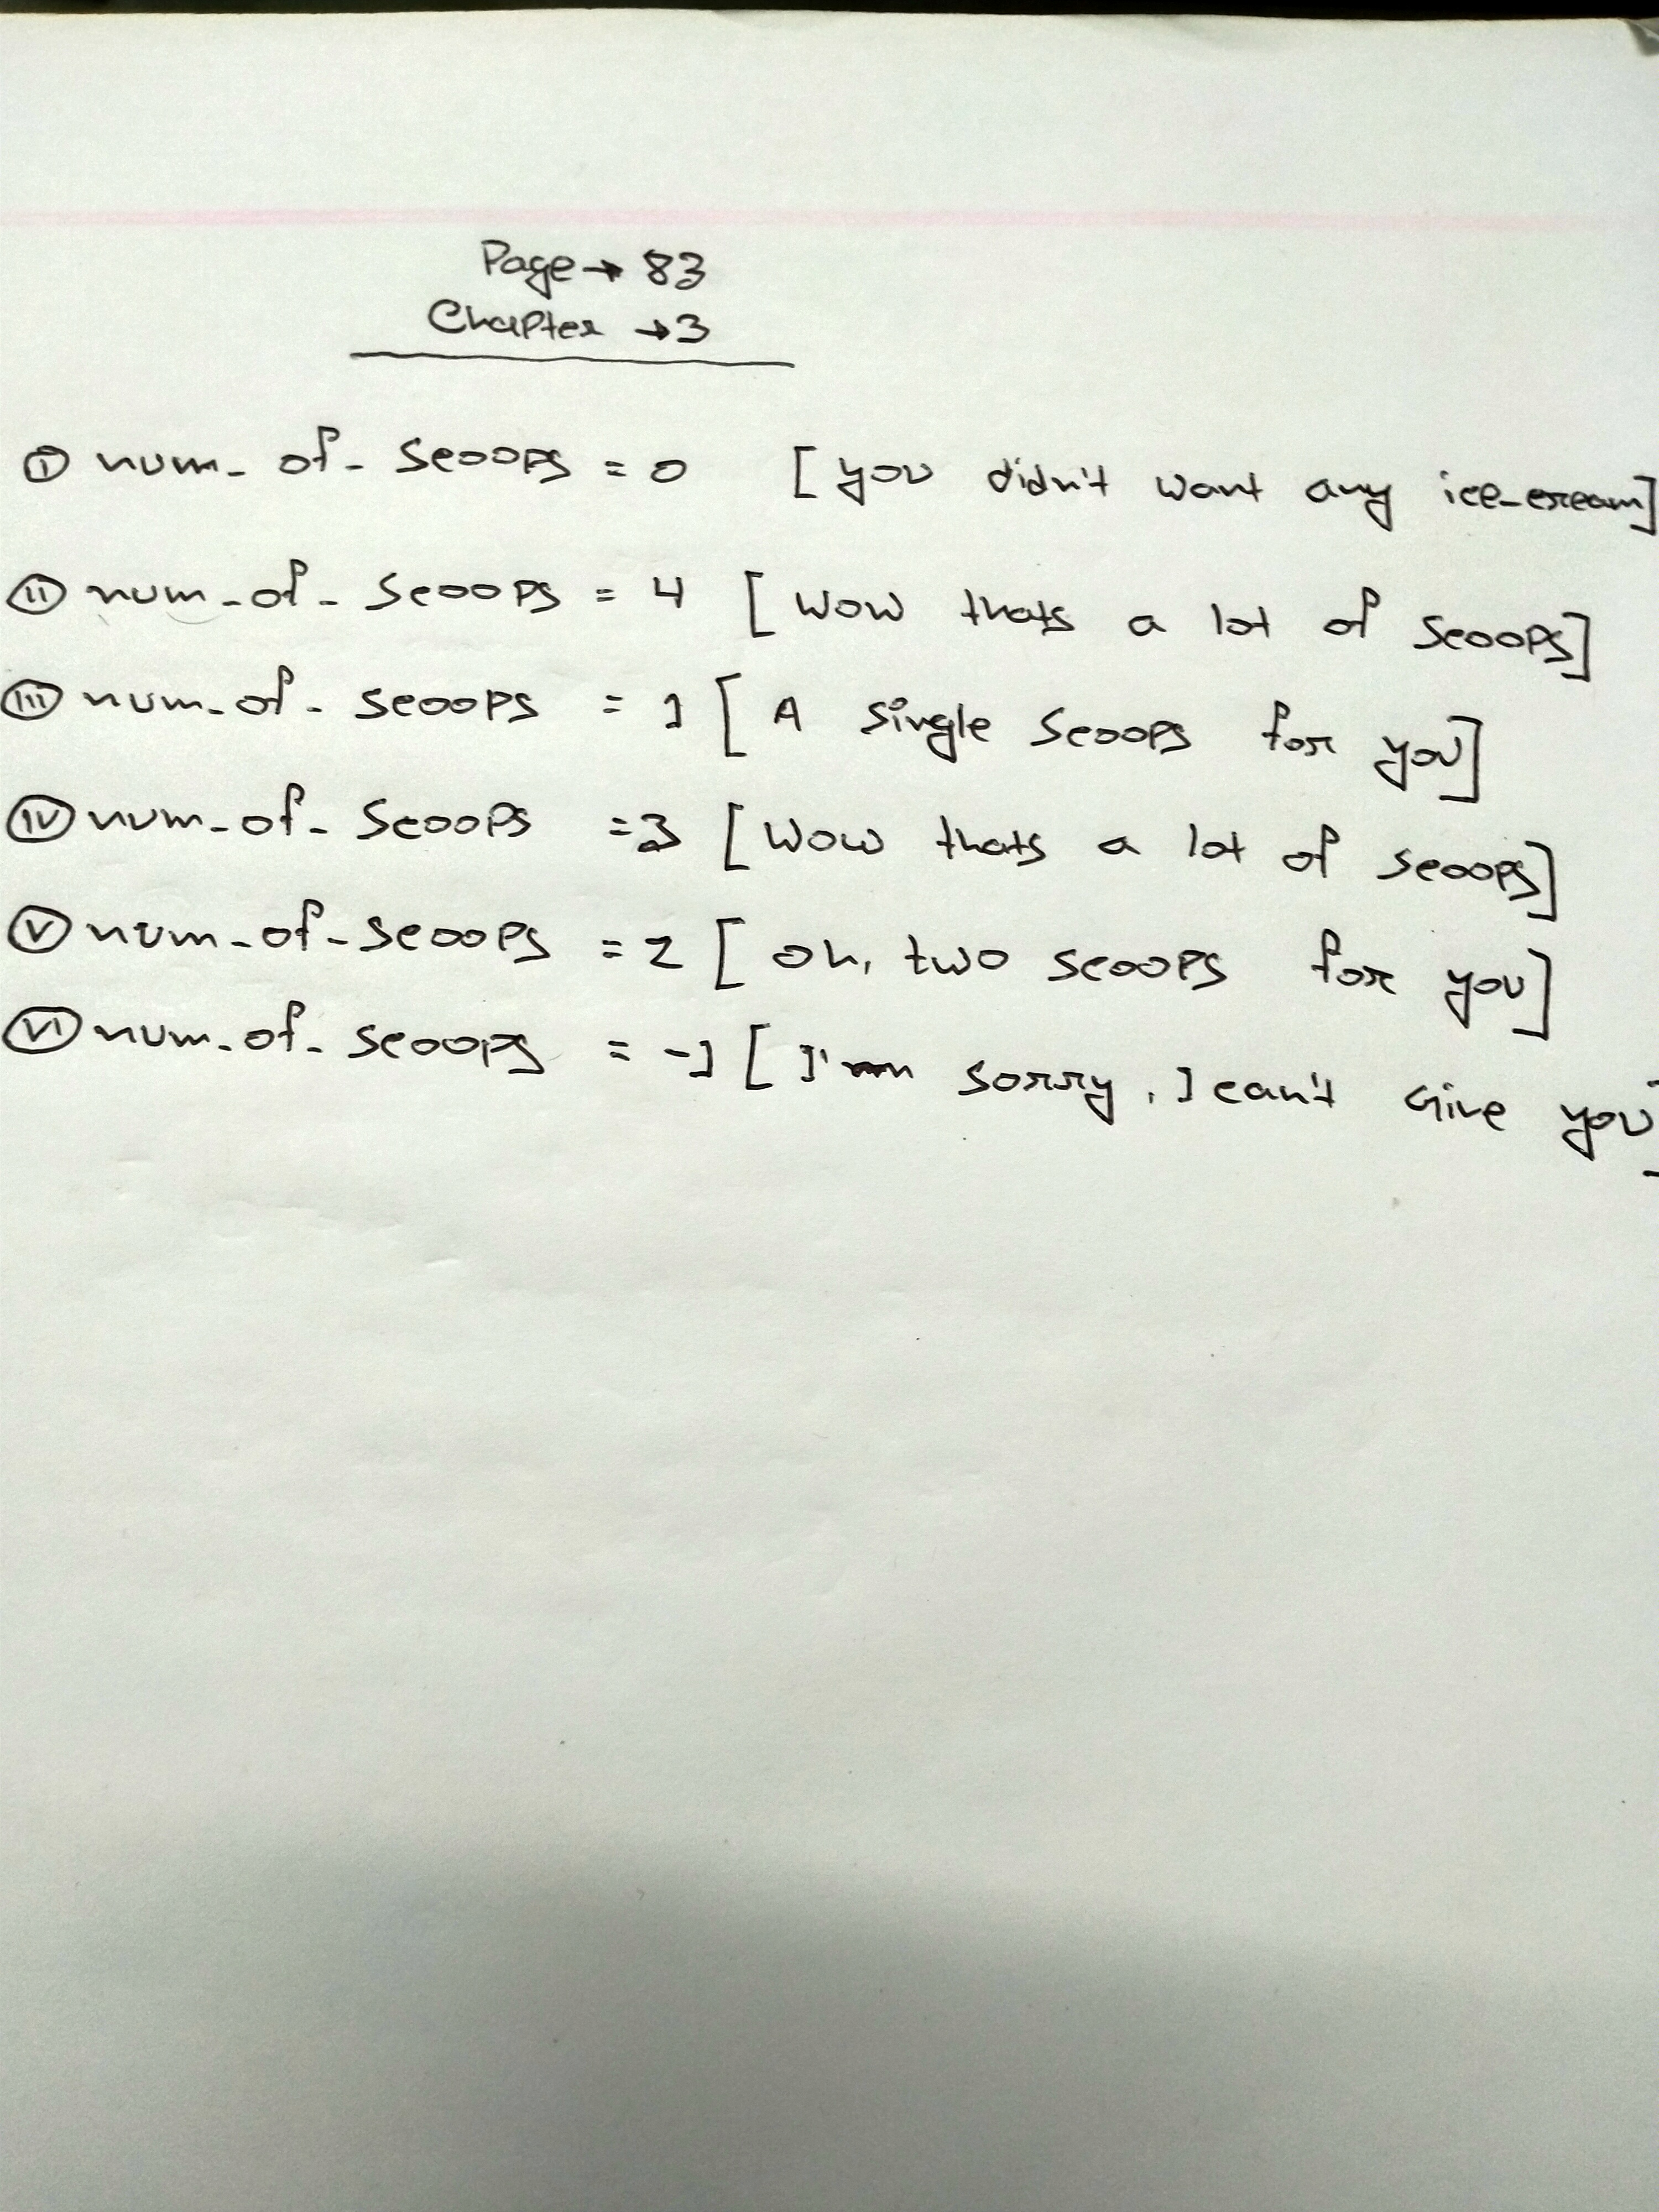 Page → 83
Chapter → 3
(i) num_of_scoops = 0 [you didn't want any ice-cream]
(ii) num_of_scoops = 4 [wow thats a lot of scoops]
(iii) num_of_scoops = 1 [A single scoops for you]
(iv) num_of_scoops = 3 [wow thats a lot of scoops]
(v) num_of_scoops = 2 [oh, two scoops for you]
(vi) num_of_scoops = -1 [I'm sorry, I can't give you]